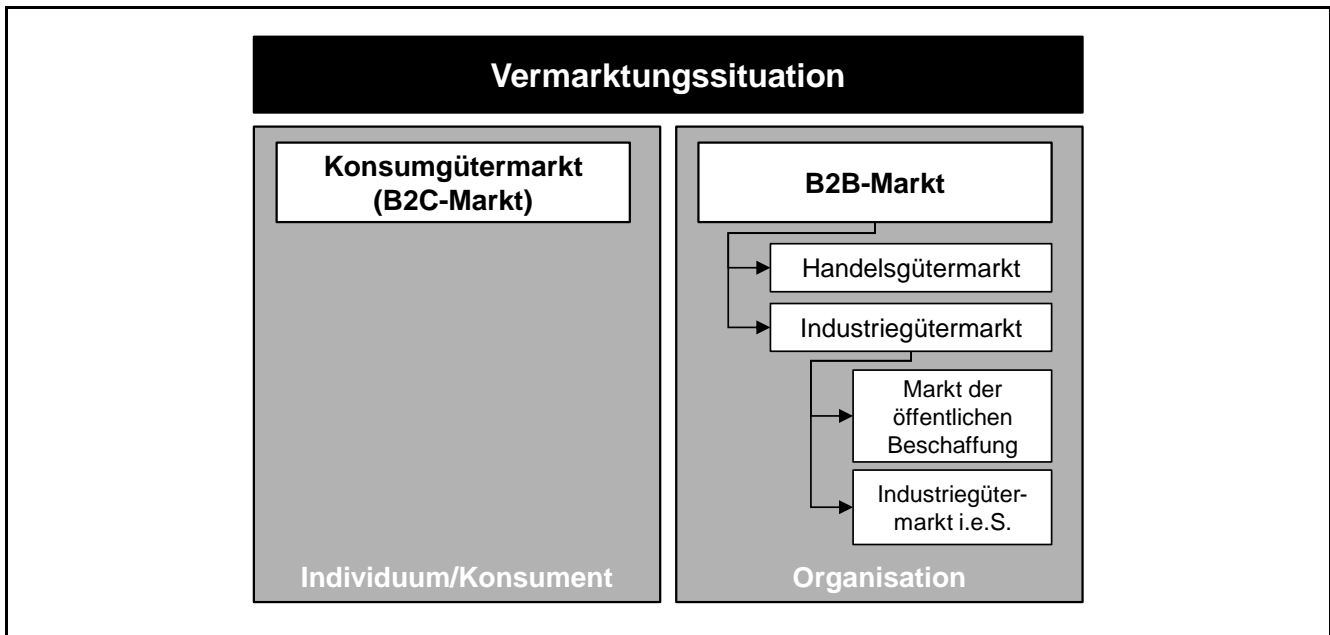 Vermarktungssituation
Konsumgütermarkt
(B2C-Markt)
Individuum/Konsument
B2B-Markt
Handelsgütermarkt
Industriegütermarkt
Markt der
öffentlichen
Beschaffung
Industriegüter-
markt i.e.S.
Organisation